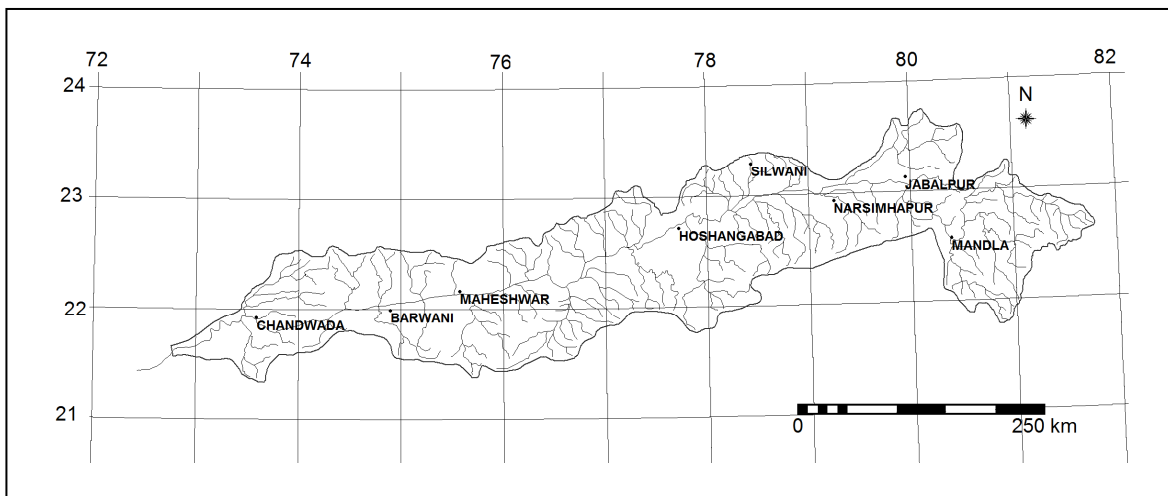 72 74 76 78 80 82
24
N
SILWANI
JABALPUR
23
NARSIMHAPUR
HOSHANGABAD
MANDLA
MAHESHWAR
22
BARWANI
CHANDWADA
21
0 250 km